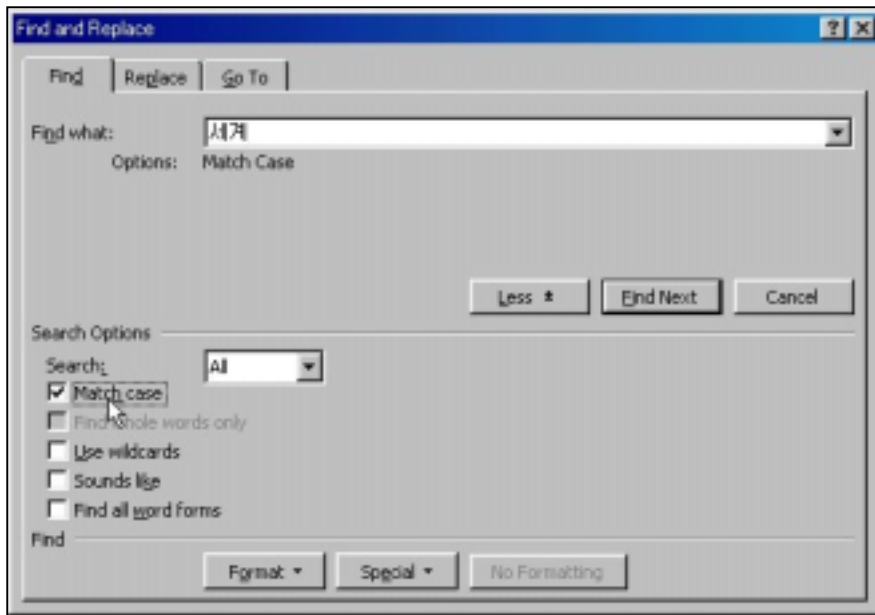 Find and Replace
Find Replace Go To
Find what: 세계
Options: Match Case
Less Find Next Cancel
Search Options
Search: All
Match case
Find whole words only
Use wildcards
Sounds like
Find all word forms
Find
Format Special No Formatting